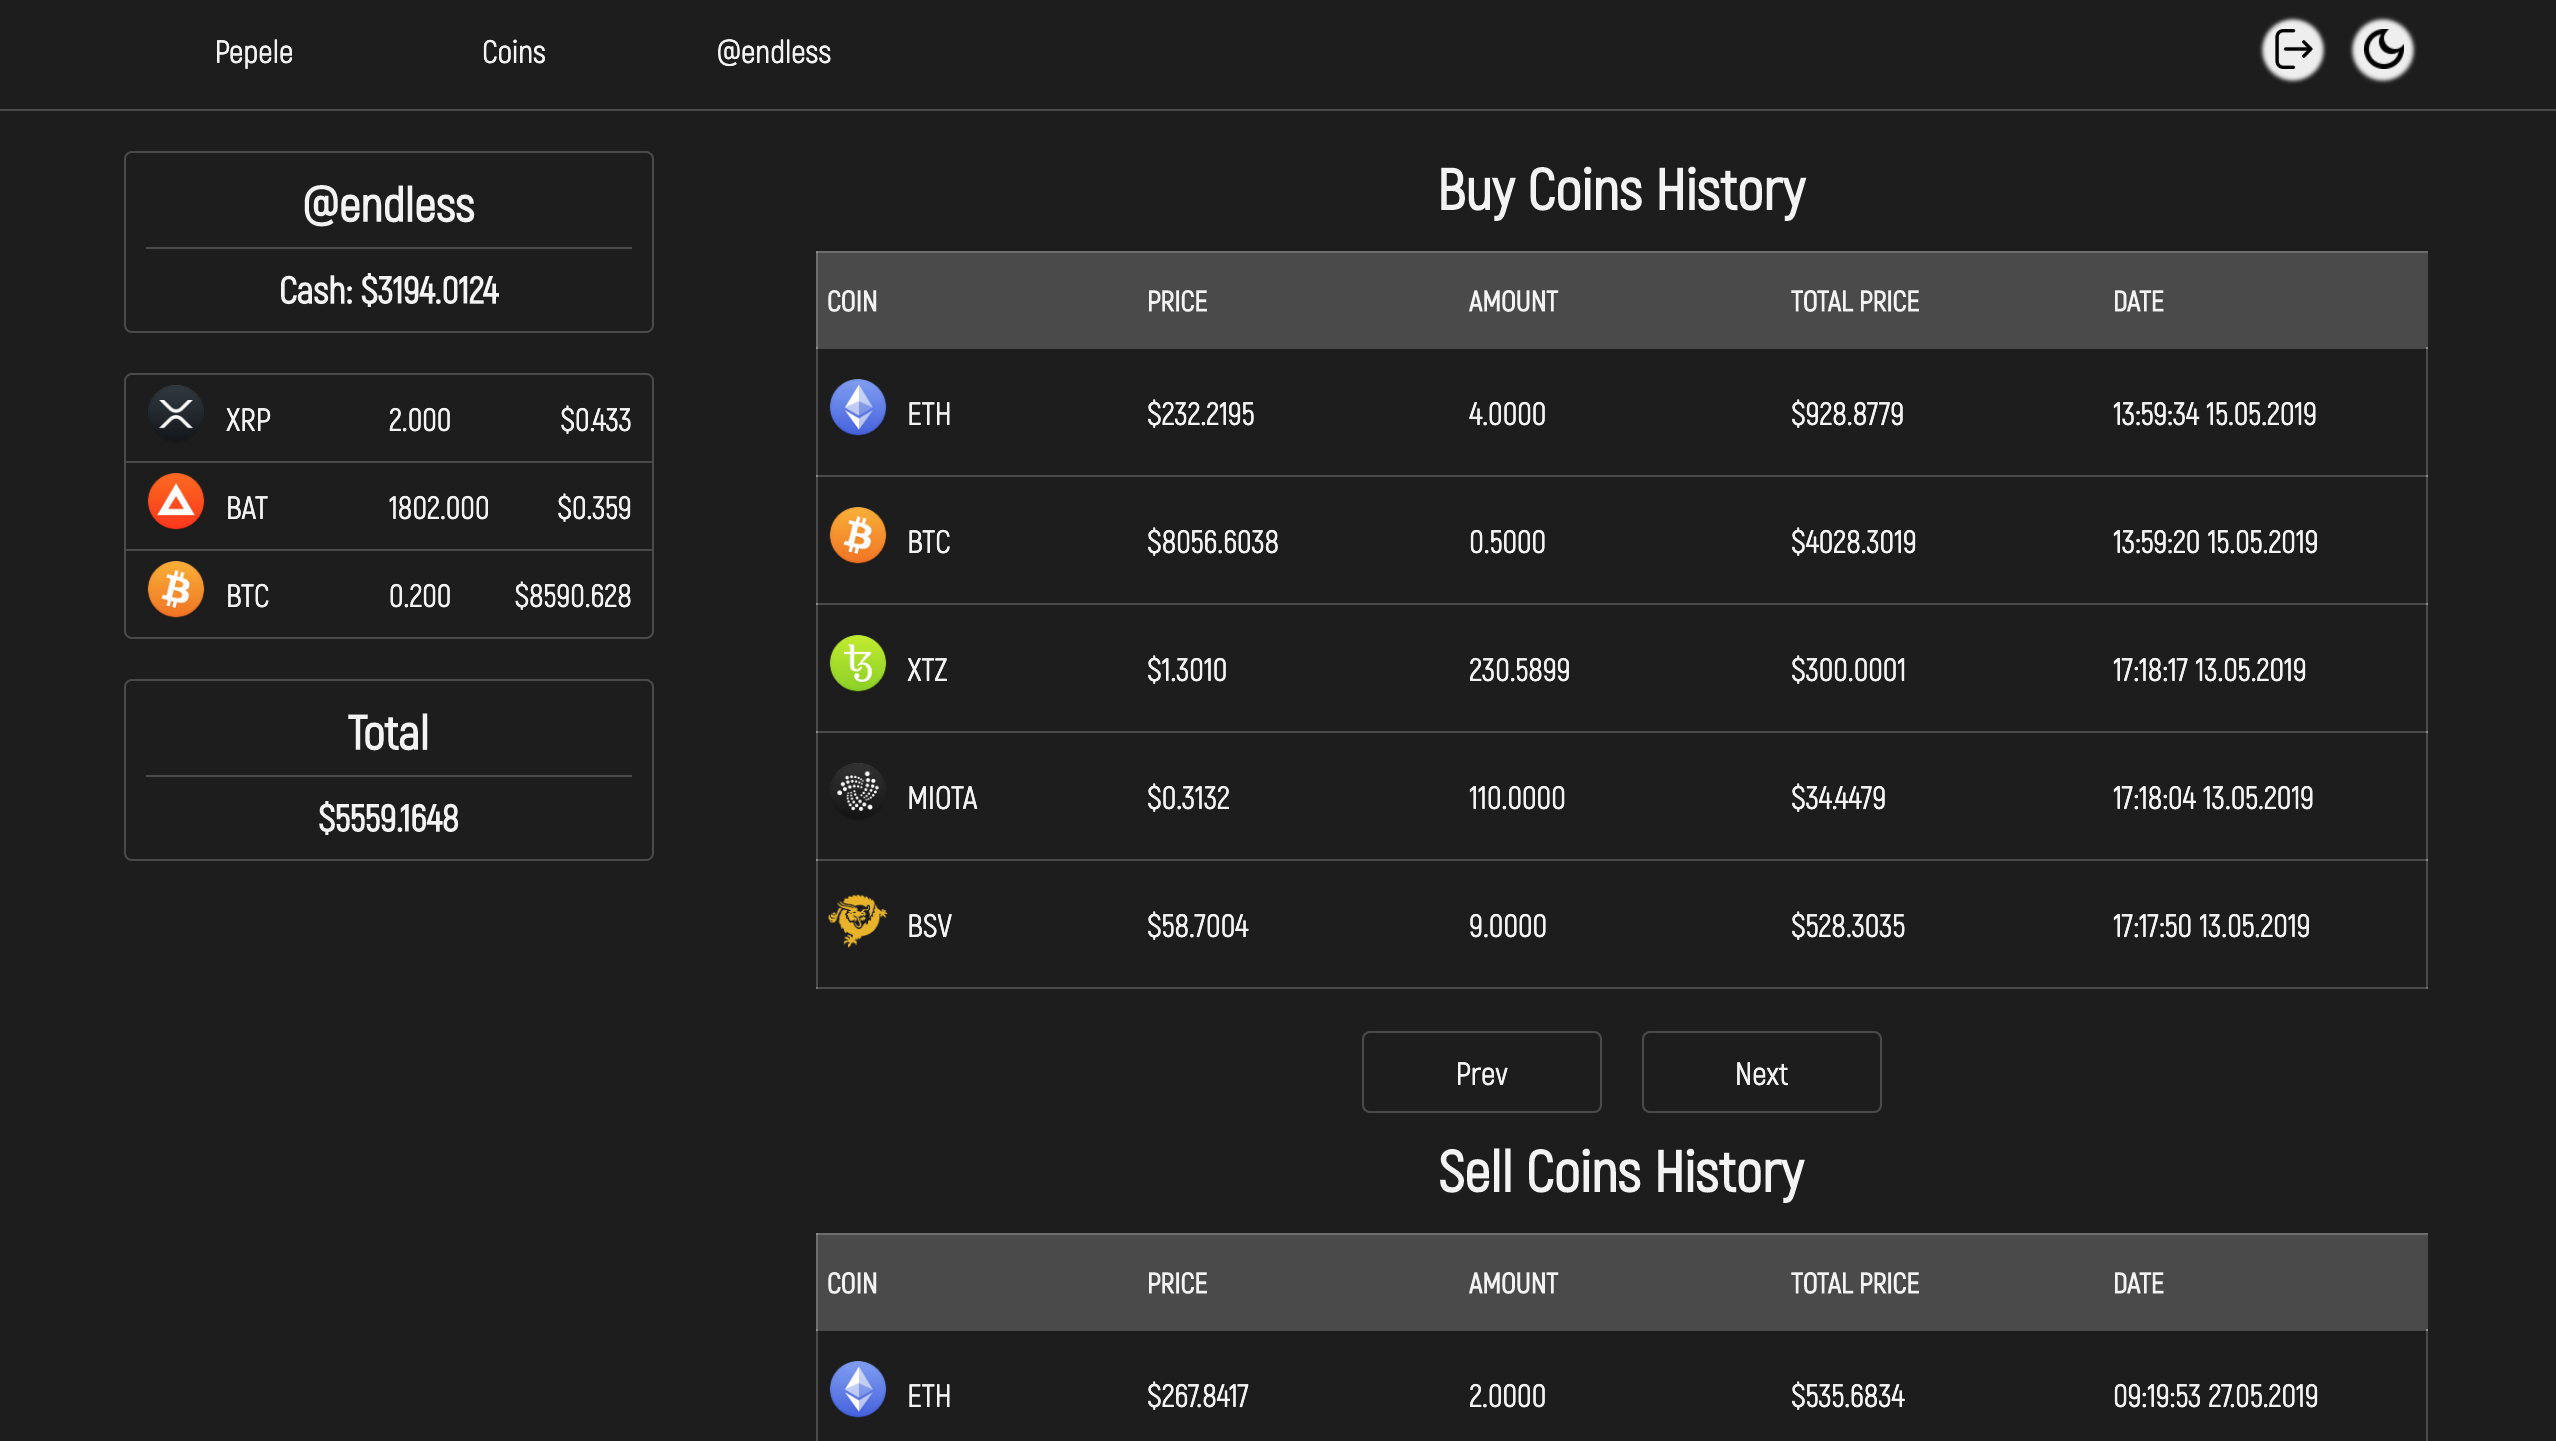 Pepele Coins @endless
@endless
Cash: $3194.0124
XRP 2.000 $0.433
BAT 1802.000 $0.359
BTC 0.200 $8590.628
Total
$5559.1648
Buy Coins History
COIN PRICE AMOUNT TOTAL PRICE DATE
ETH $232.2195 4.0000 $928.8779 13:59:34 15.05.2019
BTC $8056.6038 0.5000 $4028.3019 13:59:20 15.05.2019
XTZ $1.3010 230.5899 $300.0001 17:18:17 13.05.2019
MIOTA $0.3132 110.0000 $34.4479 17:18:04 13.05.2019
BSV $58.7004 9.0000 $528.3035 17:17:50 13.05.2019
Prev Next
Sell Coins History
COIN PRICE AMOUNT TOTAL PRICE DATE
ETH $267.8417 2.0000 $535.6834 09:19:53 27.05.2019